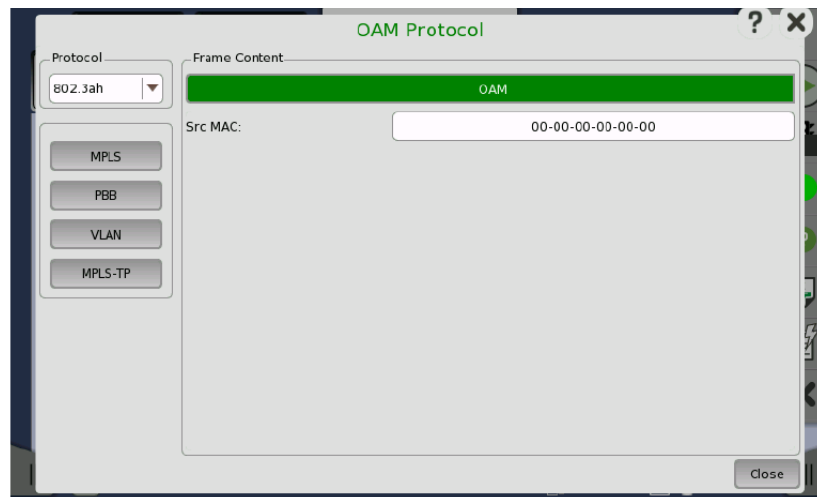 OAM Protocol
?
Protocol
Frame Content
802.3ah
OAM
Src MAC:
00-00-00-00-00-00
MPLS
PBB
VLAN
MPLS-TP
Close